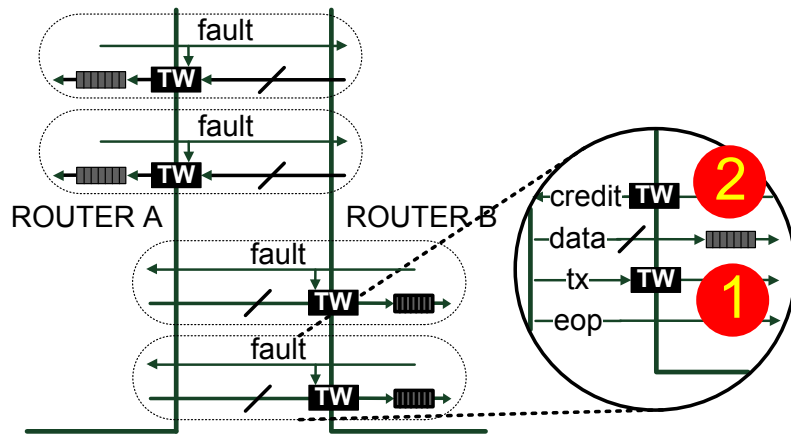 fault
TW
fault
TW
ROUTER A
ROUTER B
fault
TW
fault
TW
credit
TW
2
data
tx
TW
1
eop